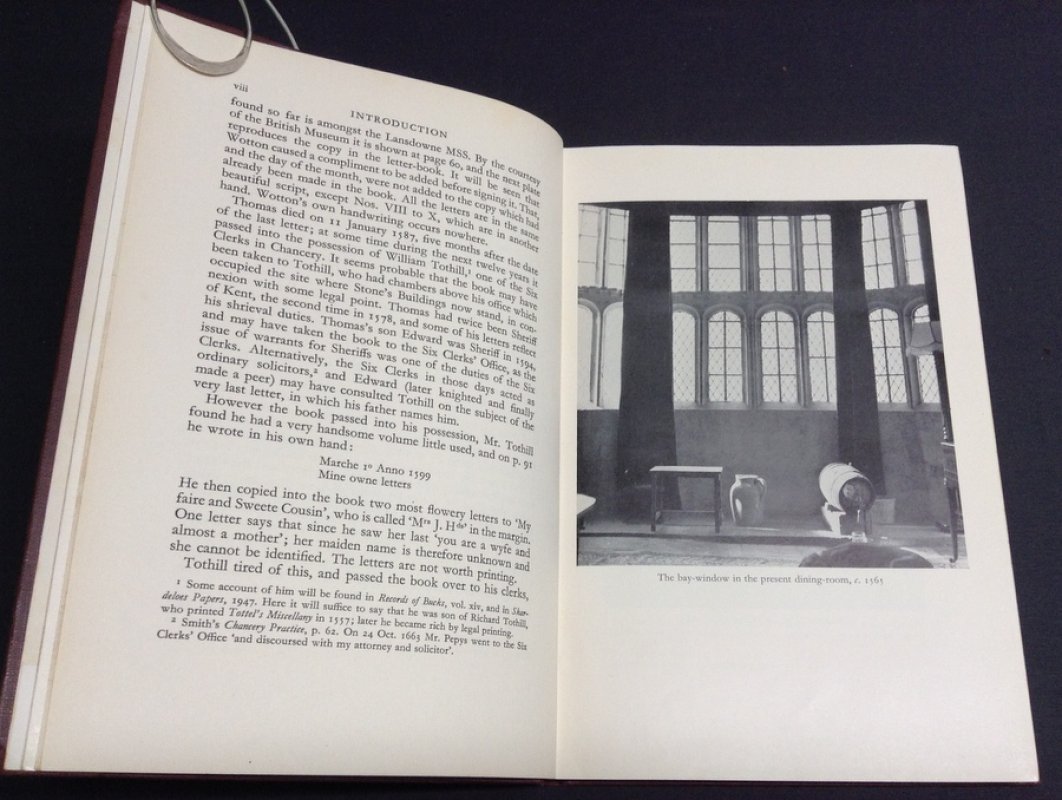 viii
INTRODUCTION
found so far is amongst the Lansdowne MSS. By the courtesy
of the British Museum it is shown at page 60, and the next plate
reproduces the copy in the letter-book. It will be seen that
Wotton caused a compliment to be added before signing it. That,
and the day of the month, were not added to the copy which had
already been made in the book. All the letters are in the same
beautiful script, except Nos. VIII to X, which are in another
hand. Wotton's own handwriting occurs nowhere.
Thomas died on 11 January 1587, five months after the date
of the last letter; at some time during the next twelve years it
passed into the possession of William Tothill,¹ one of the Six
Clerks in Chancery. It seems probable that the book may have
been taken to Tothill, who had chambers above his office which
occupied the site where Stone's Buildings now stand, in con-
nexion with some legal point. Thomas had twice been Sheriff
of Kent, the second time in 1578, and some of his letters reflect
his shrieval duties. Thomas's son Edward was Sheriff in 1594,
and may have taken the book to the Six Clerks' Office, as the
issue of warrants for Sheriffs was one of the duties of the Six
Clerks. Alternatively, the Six Clerks in those days acted as
ordinary solicitors,² and Edward (later knighted and finally
made a peer) may have consulted Tothill on the subject of the
very last letter, in which his father names him.
However the book passed into his possession, Mr. Tothill
found he had a very handsome volume little used, and on p. 91
he wrote in his own hand:
Marche 1º Anno 1599
Mine owne letters
He then copied into the book two most flowery letters to 'My
faire and Sweete Cousin', who is called 'Mrs J. Hde' in the margin.
One letter says that since he saw her last 'you are a wyfe and
almost a mother'; her maiden name is therefore unknown and
she cannot be identified. The letters are not worth printing.
Tothill tired of this, and passed the book over to his clerks,
¹ Some account of him will be found in Records of Bucks, vol. xiv, and in Shar-
deloes Papers, 1947. Here it will suffice to say that he was son of Richard Tothill,
who printed Tottel's Miscellany in 1557; later he became rich by legal printing.
² Smith's Chancery Practice, p. 62. On 24 Oct. 1663 Mr. Pepys went to the Six
Clerks' Office 'and discoursed with my attorney and solicitor'.
The bay-window in the present dining-room, c. 1565